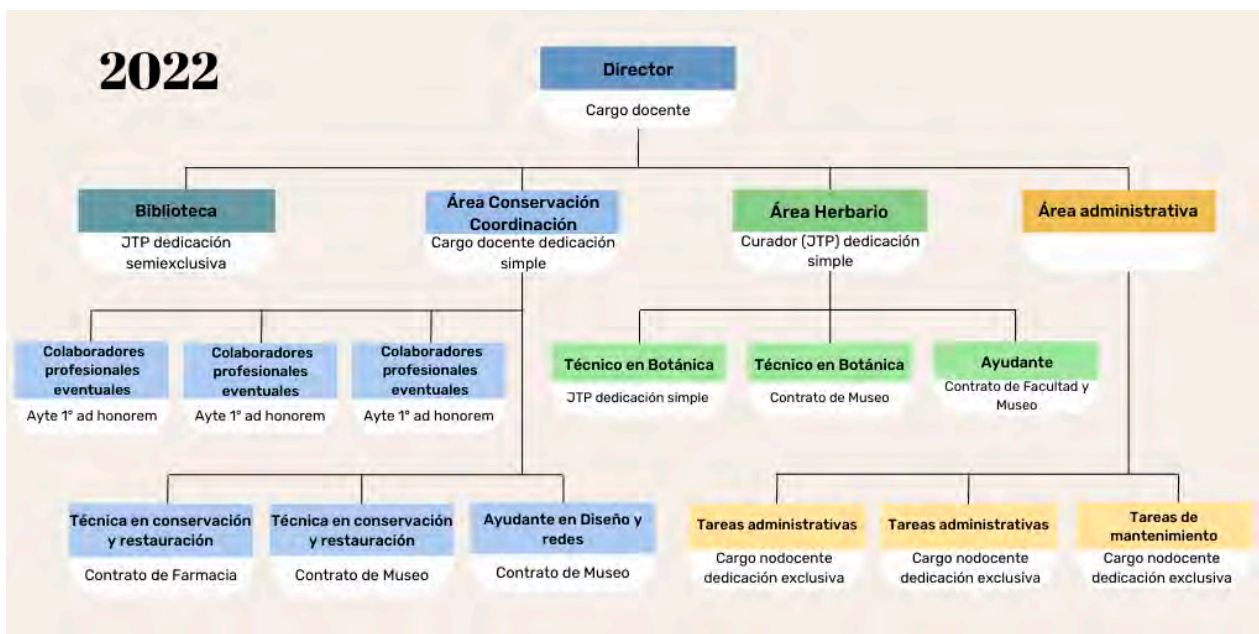 2022
Director
Cargo docente
Biblioteca
JTP dedicación
semiexclusiva
Área Conservación
Coordinación
Cargo docente dedicación
simple
Área Herbario
Curador (JTP) dedicación
simple
Área administrativa
Colaboradores
profesionales
eventuales
Ayte 1° ad honorem
Colaboradores
profesionales
eventuales
Ayte 1° ad honorem
Colaboradores
profesionales
eventuales
Ayte 1° ad honorem
Técnico en Botánica
JTP dedicación simple
Técnico en Botánica
Contrato de Museo
Ayudante
Contrato de Facultad y
Museo
Técnica en conservación
y restauración
Contrato de Farmacia
Técnica en conservación
y restauración
Contrato de Museo
Ayudante en Diseño y
redes
Contrato de Museo
Tareas administrativas
Cargo nodocente
dedicación exclusiva
Tareas administrativas
Cargo nodocente
dedicación exclusiva
Tareas de
mantenimiento
Cargo nodocente
dedicación exclusiva